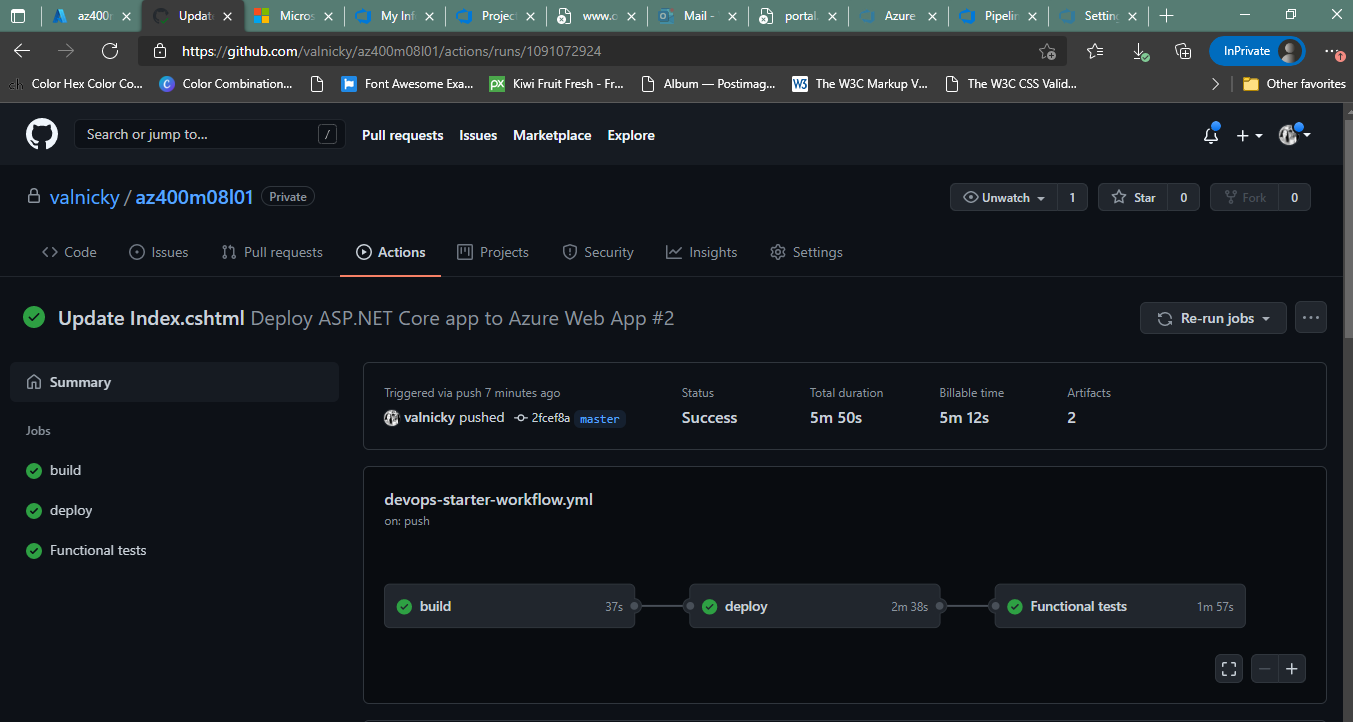 az400 Update Micros My Info Project www.o Mail - portal. Azure Pipelin Setting
https://github.com/valnicky/az400m08l01/actions/runs/1091072924
InPrivate
Color Hex Color Co... Color Combination... Font Awesome Exa... Kiwi Fruit Fresh - Fr... Album — Postimag... The W3C Markup V... The W3C CSS Valid... Other favorites
Search or jump to... / Pull requests Issues Marketplace Explore
valnicky / az400m08l01 Private Unwatch 1 Star 0 Fork 0
Code Issues Pull requests Actions Projects Security Insights Settings
Update Index.cshtml Deploy ASP.NET Core app to Azure Web App #2 Re-run jobs
Summary
Jobs
build
deploy
Functional tests
Triggered via push 7 minutes ago Status Total duration Billable time Artifacts
valnicky pushed 2fcef8a master Success 5m 50s 5m 12s 2
devops-starter-workflow.yml
on: push
build 37s deploy 2m 38s Functional tests 1m 57s